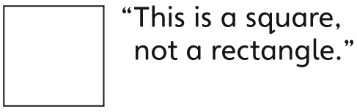 “This is a square,
not a rectangle.”